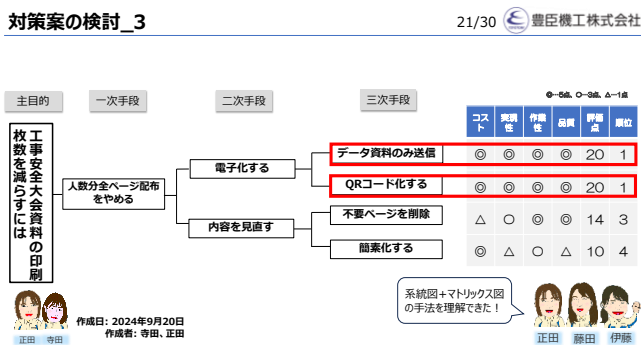 対策案の検討_3
21/30
豊臣機工株式会社
主目的
一次手段
二次手段
三次手段
◎…5点、○…3点、△…1点
コスト
実現性
作業性
品質
評価点
順位
工事安全大会資料の印刷枚数を減らすには
人数分全ページ配布
をやめる
電子化する
内容を見直す
データ資料のみ送信 ◎ ◎ ◎ ◎ 20 1
QRコード化する ◎ ◎ ◎ ◎ 20 1
不要ページを削除 △ ○ ◎ ◎ 14 3
簡素化する ◎ △ ○ △ 10 4
系統図+マトリックス図
の手法を理解できた!
作成日: 2024年9月20日
作成者: 寺田、正田
正田 寺田
正田 藤田 伊藤